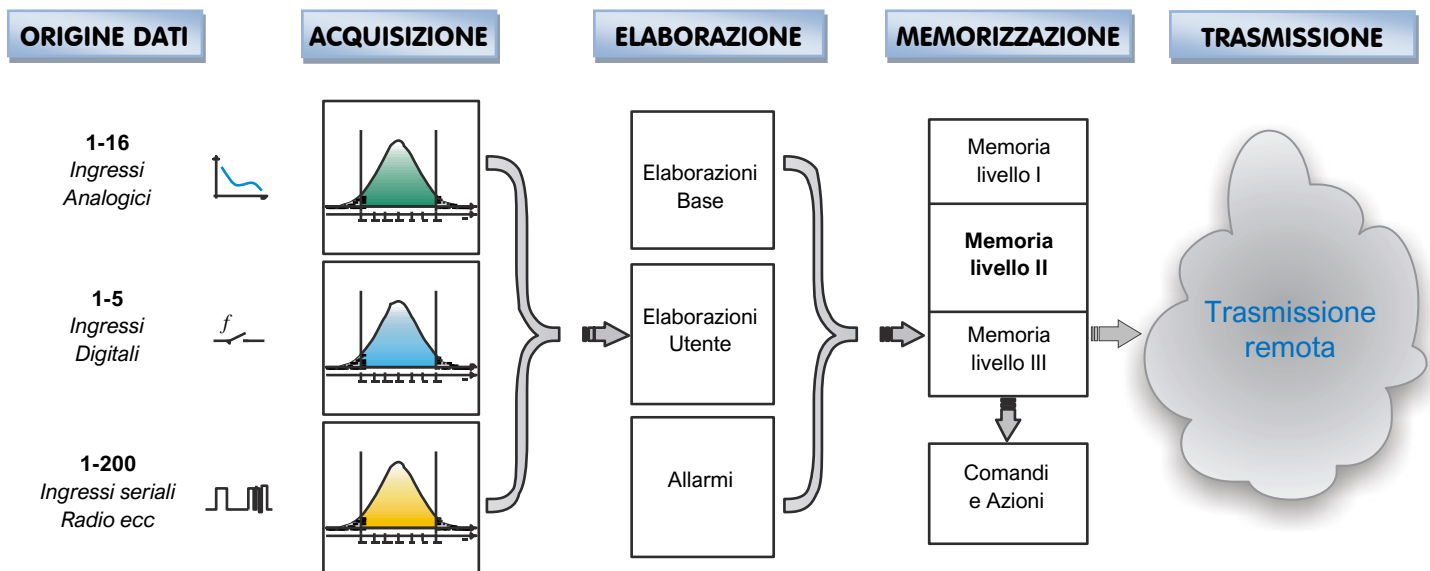 ORIGINE DATI
ACQUISIZIONE
ELABORAZIONE
MEMORIZZAZIONE
TRASMISSIONE
1-16
Ingressi
Analogici
1-5
Ingressi
Digitali
f
1-200
Ingressi seriali
Radio ecc
Elaborazioni
Base
Elaborazioni
Utente
Allarmi
Memoria
livello I
Memoria
livello II
Memoria
livello III
Comandi
e Azioni
Trasmissione
remota